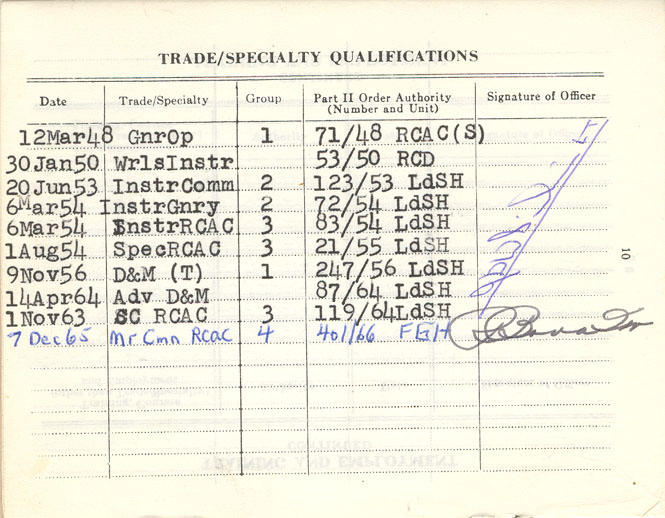 TRADE/SPECIALTY QUALIFICATIONS
Date Trade/Specialty Group Part II Order Authority (Number and Unit) Signature of Officer
12Mar48 GnrOp 1 71/48 RCAC(S)
30Jan50 WrlsInstr 53/50 RCD
20Jun53 InstrComm 2 123/53 LdSH
6Mar54 InstrGnry 2 72/54 LdSH
6Mar54 InstrRCAC 3 83/54 LdSH
1Aug54 SpecRCAC 3 21/55 LdSH
9Nov56 D&M (T) 1 247/56 LdSH
14Apr64 Adv D&M 87/64 LdSH
1Nov63 SC RCAC 3 119/64LdSH
7 Dec 65 Mr Cmn Rcac 4 401/66 FGH
10
TRAINING AND EMPLOYMENT
CONTINUED